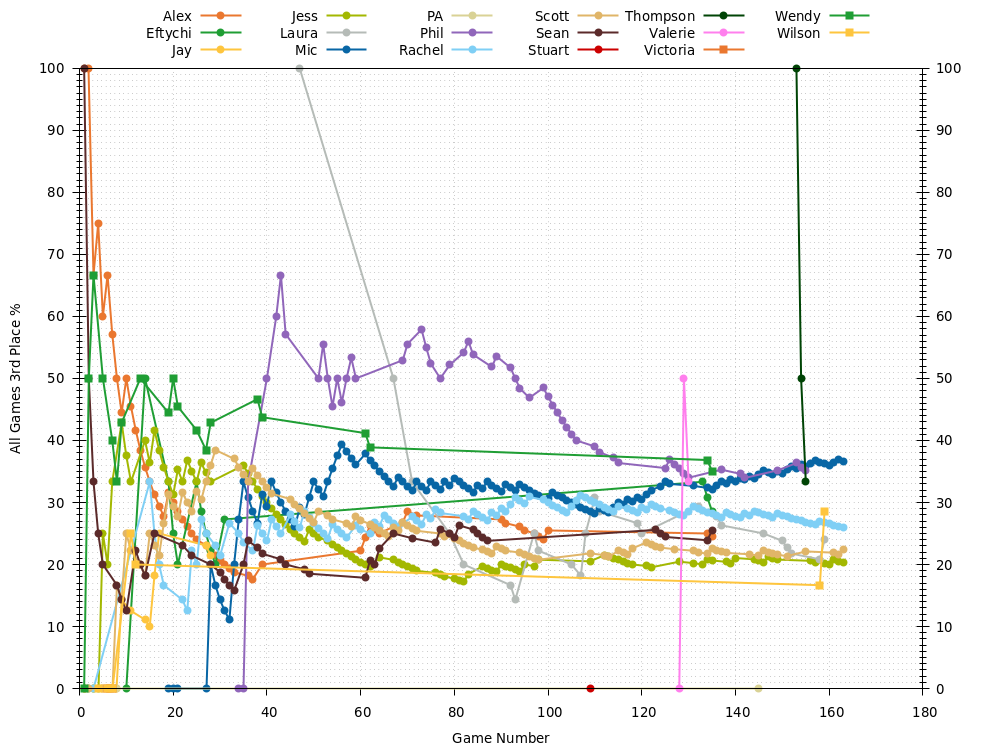 Alex Jess PA Scott Thompson Wendy
Eftychi Laura Phil Sean Valerie Wilson
Jay Mic Rachel Stuart Victoria
100 100
90 90
80 80
70 70
60 60
50 50
40 40
30 30
20 20
10 10
0 0
All Games 3rd Place %
0 20 40 60 80 100 120 140 160 180
Game Number